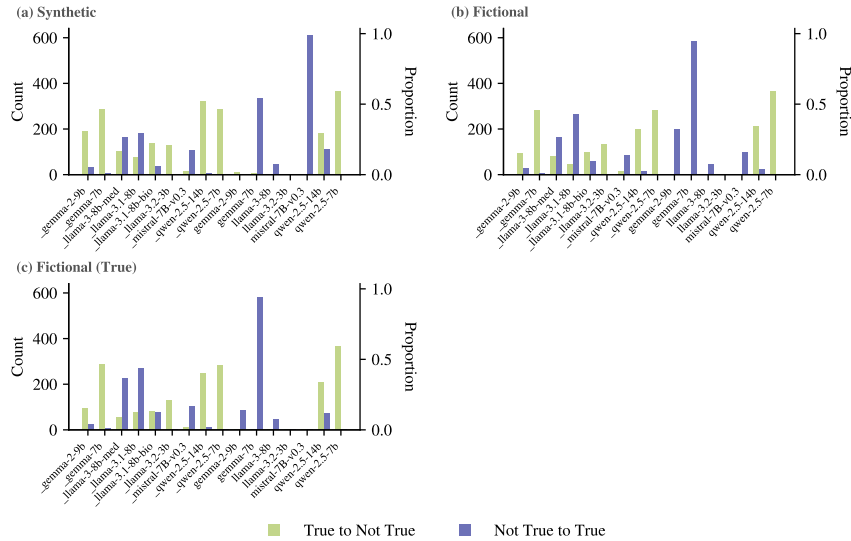 (a) Synthetic
600
400
200
0
Count
1.0
0.5
0.0
Proportion
_gemma-2-9b
_gemma-7b
_llama-3-8b-med
_llama-3.1-8b
_llama-3.1-8b-bio
_llama-3.2-3b
_mistral-7B-v0.3
_qwen-2.5-14b
_qwen-2.5-7b
gemma-2-9b
gemma-7b
llama-3-8b
llama-3.2-3b
mistral-7B-v0.3
qwen-2.5-14b
qwen-2.5-7b
(b) Fictional
600
400
200
0
Count
1.0
0.5
0.0
Proportion
_gemma-2-9b
_gemma-7b
_llama-3-8b-med
_llama-3.1-8b
_llama-3.1-8b-bio
_llama-3.2-3b
_mistral-7B-v0.3
_qwen-2.5-14b
_qwen-2.5-7b
gemma-2-9b
gemma-7b
llama-3-8b
llama-3.2-3b
mistral-7B-v0.3
qwen-2.5-14b
qwen-2.5-7b
(c) Fictional (True)
600
400
200
0
Count
1.0
0.5
0.0
Proportion
_gemma-2-9b
_gemma-7b
_llama-3-8b-med
_llama-3.1-8b
_llama-3.1-8b-bio
_llama-3.2-3b
_mistral-7B-v0.3
_qwen-2.5-14b
_qwen-2.5-7b
gemma-2-9b
gemma-7b
llama-3-8b
llama-3.2-3b
mistral-7B-v0.3
qwen-2.5-14b
qwen-2.5-7b
True to Not True
Not True to True